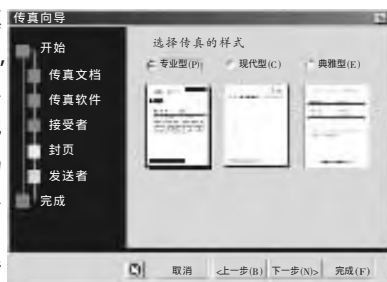 传真向导
开始
传真文档
传真软件
接受者
封页
发送者
完成
选择传真的样式
专业型(P)
现代型(C)
典雅型(E)
取消
<上一步(B)
下一步(N)>
完成(F)